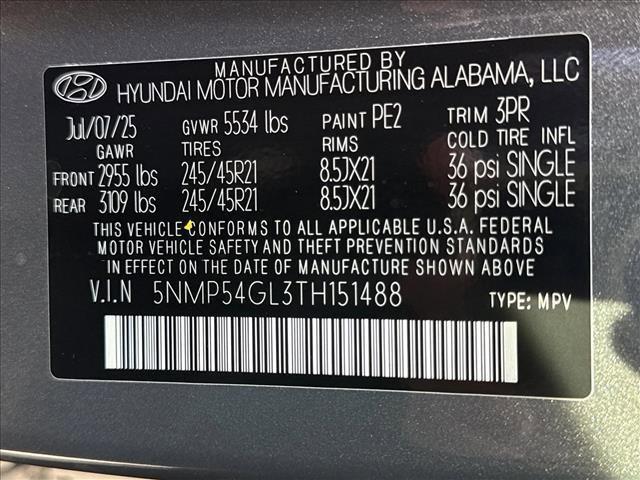 MANUFACTURED BY
HYUNDAI MOTOR MANUFACTURING ALABAMA, LLC
Jul/07/25 GVWR 5534 lbs PAINT PE2 TRIM 3PR
GAWR TIRES RIMS COLD TIRE INFL
FRONT 2955 lbs 245/45R21 8.5JX21 36 psi SINGLE
REAR 3109 lbs 245/45R21 8.5JX21 36 psi SINGLE
THIS VEHICLE CONFORMS TO ALL APPLICABLE U.S.A. FEDERAL
MOTOR VEHICLE SAFETY AND THEFT PREVENTION STANDARDS
IN EFFECT ON THE DATE OF MANUFACTURE SHOWN ABOVE.
V.I.N 5NMP54GL3TH151488 TYPE: MPV